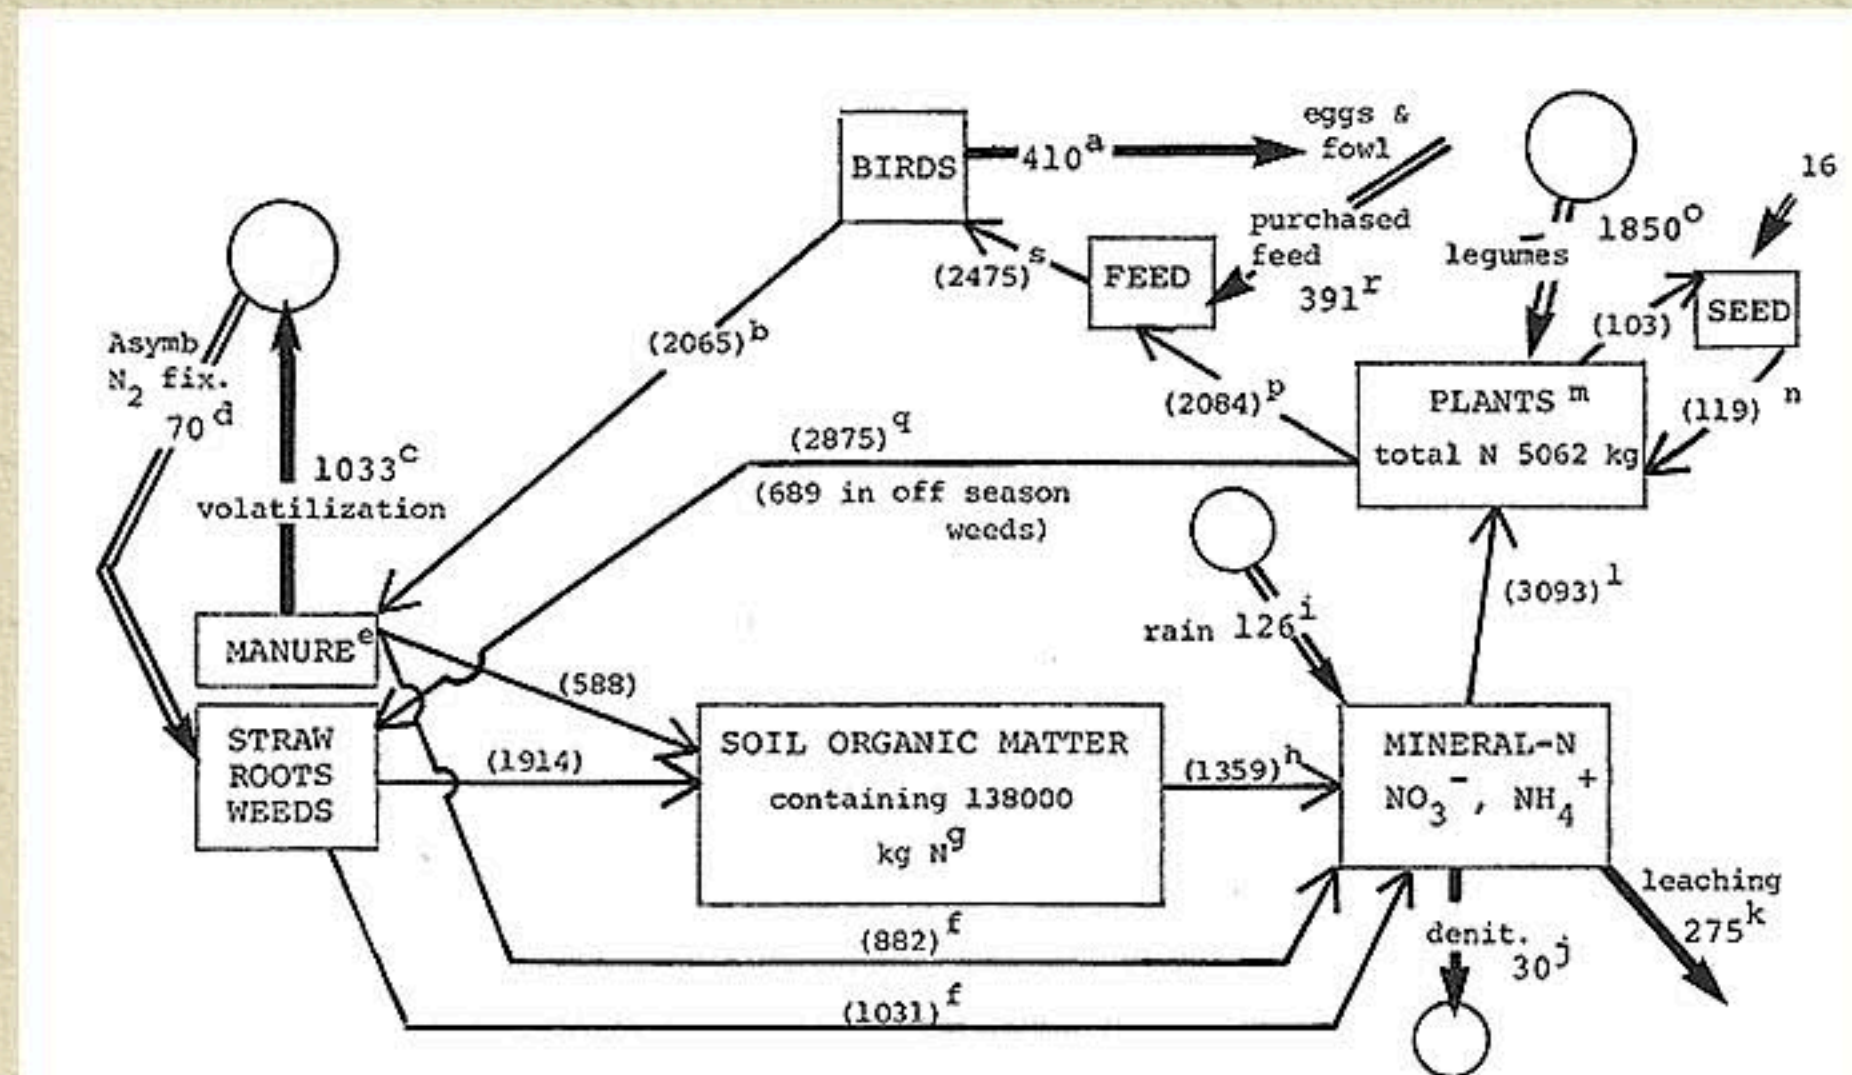 eggs &
fowl
BIRDS
410a
16
purchased
feed
391r
1850o
legumes
(2475)s
FEED
(103)
SEED
Asymb
N2 fix.
70d
(2065)b
(2084)p
PLANTS m
total N 5062 kg
(119) n
1033c
volatilization
(2875)q
(689 in off season
weeds)
(3093)l
rain 126i
MANUREe
(588)
STRAW
ROOTS
WEEDS
(1914)
SOIL ORGANIC MATTER
containing 138000
kg Ng
(1359)h
MINERAL-N
NO3-, NH4+
leaching
275k
denit.
30j
(882)f
(1031)f